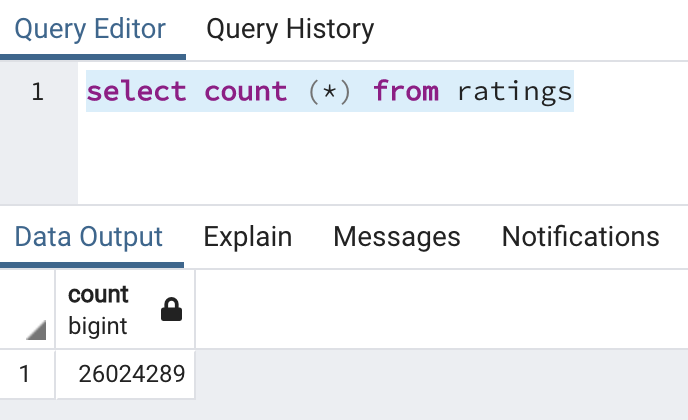 Query Editor Query History
1 select count (*) from ratings
Data Output Explain Messages Notifications
count
bigint
1 26024289